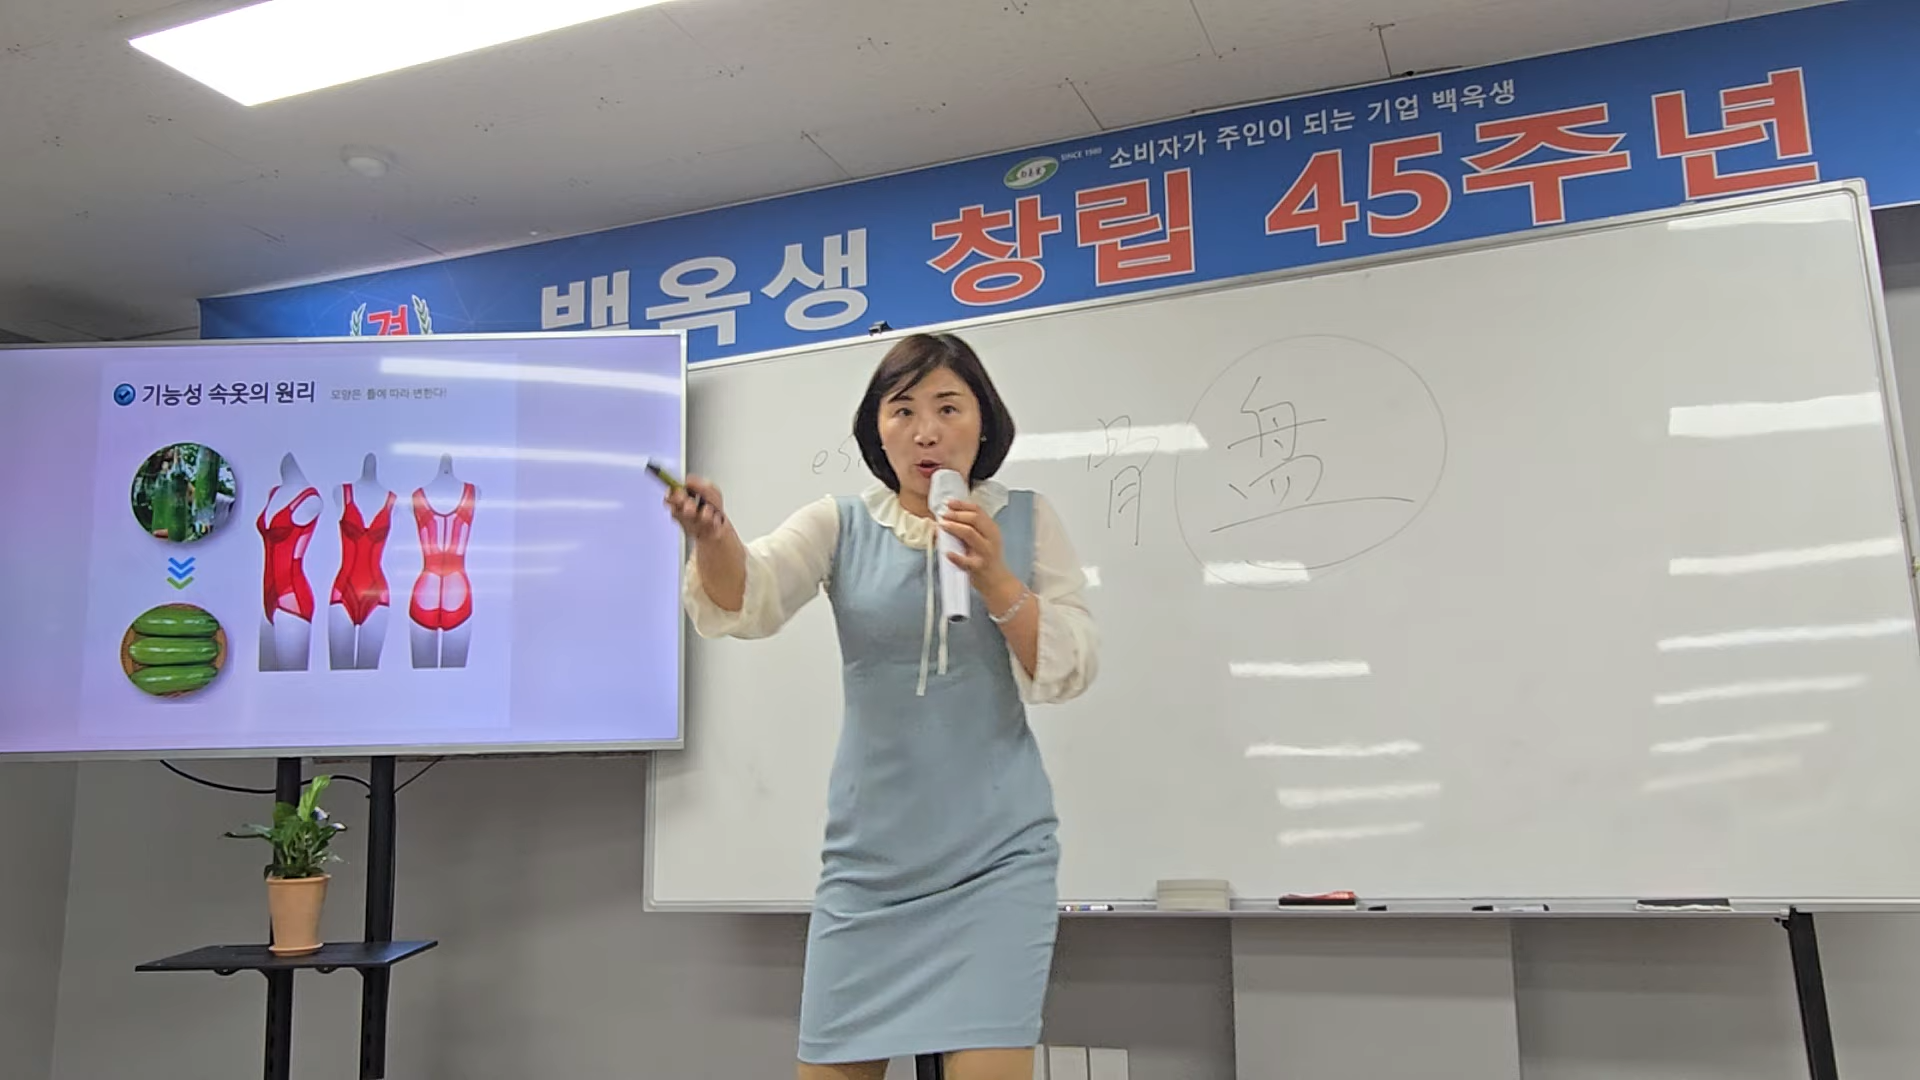 소비자가 주인이 되는 기업 백옥생
SINCE 1980
경
백옥생 창립 45주년
기능성 속옷의 원리 모양은 틀에 따라 변한다!
骨 盤